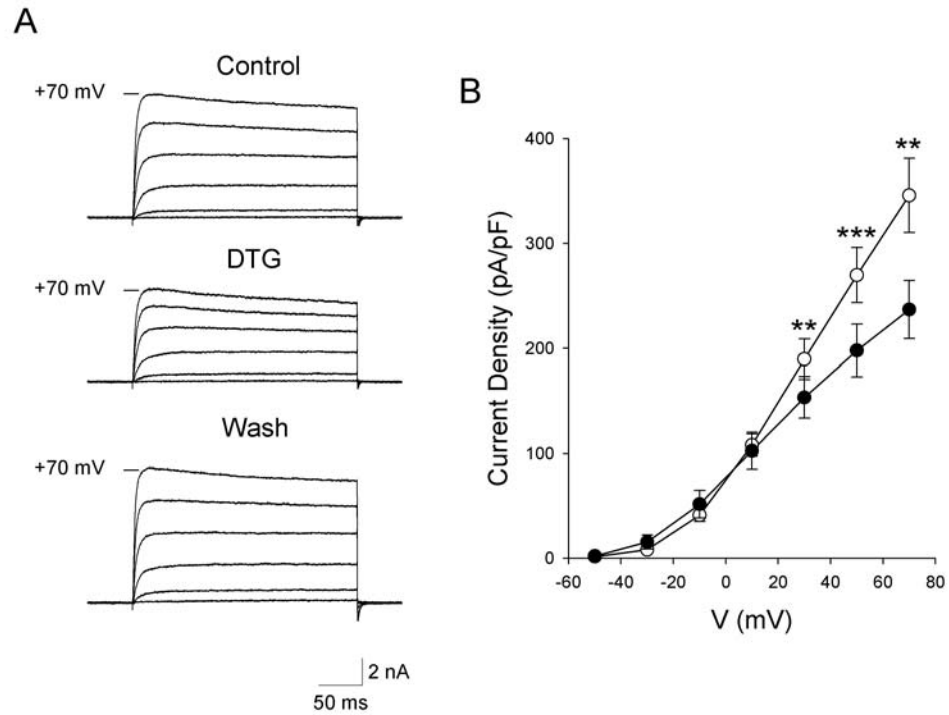 A
Control
+70 mV
DTG
+70 mV
Wash
+70 mV
2 nA
50 ms
B
Current Density (pA/pF)
400
300
200
100
0
**
***
**
-60 -40 -20 0 20 40 60 80
V (mV)